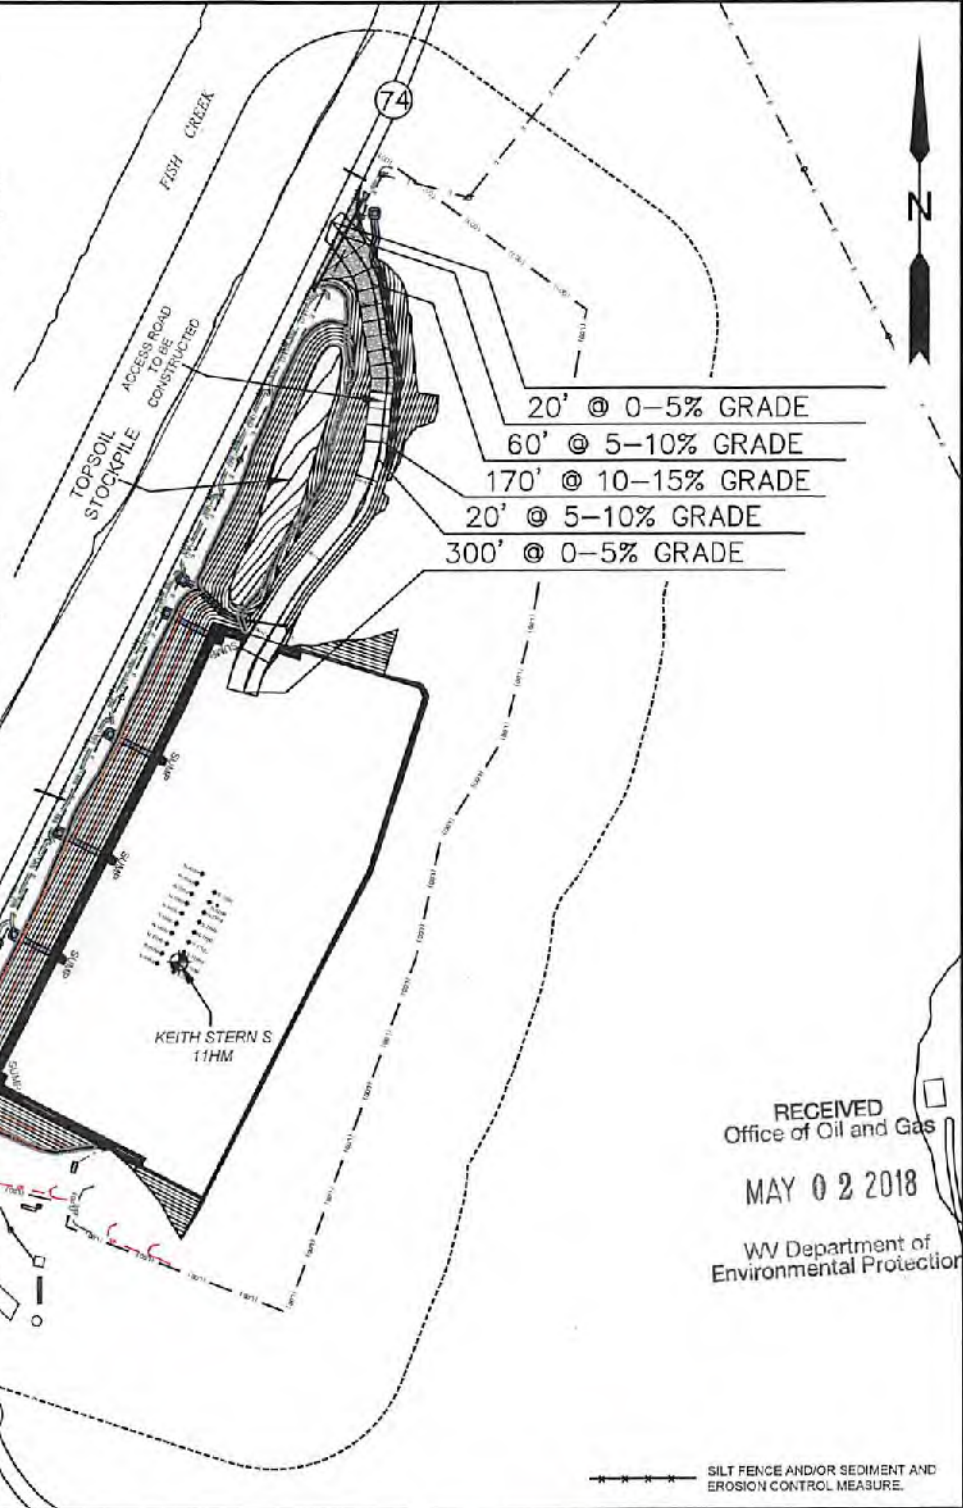 FISH CREEK
74
N
ACCESS ROAD
TO BE
CONSTRUCTED
TOPSOIL
STOCKPILE
20' @ 0-5% GRADE
60' @ 5-10% GRADE
170' @ 10-15% GRADE
20' @ 5-10% GRADE
300' @ 0-5% GRADE
SUMP
SUMP
SUMP
SUMP
SUMP
KEITH STERN S
11HM
RECEIVED
Office of Oil and Gas
MAY 02 2018
WV Department of
Environmental Protection
SILT FENCE AND/OR SEDIMENT AND
EROSION CONTROL MEASURE.